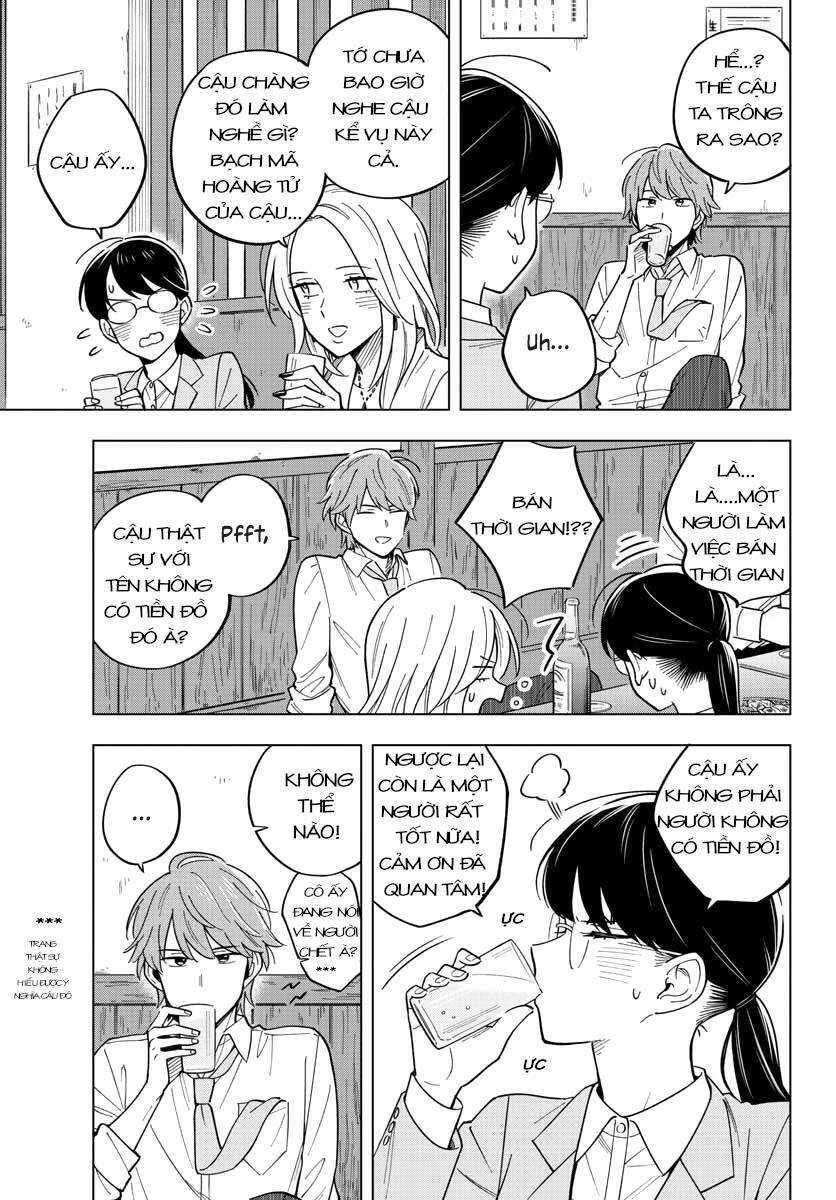 HỂ...?
THẾ CẬU
TA TRÔNG
RA SAO?
Uh...
TỚ CHƯA
BAO GIỜ
NGHE CẬU
KỂ VỤ NÀY
CẢ.
CẬU CHÀNG
ĐÓ LÀM
NGHỀ GÌ?
BẠCH MÃ
HOÀNG TỬ
CỦA CẬU...
CẬU ẤY...
LÀ...
LÀ....MỘT
NGƯỜI LÀM
VIỆC BÁN
THỜI GIAN
BÁN
THỜI GIAN!??
Pfft,
CẬU THẬT
SỰ VỚI
TÊN KHÔNG
CÓ TIỀN ĐỒ
ĐÓ À?
CẬU ẤY
KHÔNG PHẢI
NGƯỜI KHÔNG
CÓ TIỀN ĐỒ!
NGƯỢC LẠI
CÒN LÀ MỘT
NGƯỜI RẤT
TỐT NỮA!
CẢM ƠN ĐÃ
QUAN TÂM!
ỰC
ỰC
KHÔNG
THỂ
NÀO!
CÔ ẤY
ĐANG NÓI
VỀ NGƯỜI
CHẾT À?
***
...
***
TRANS
THẬT SỰ
KHÔNG
HIỂU ĐƯỢC Ý
NGHĨA CÂU ĐÓ